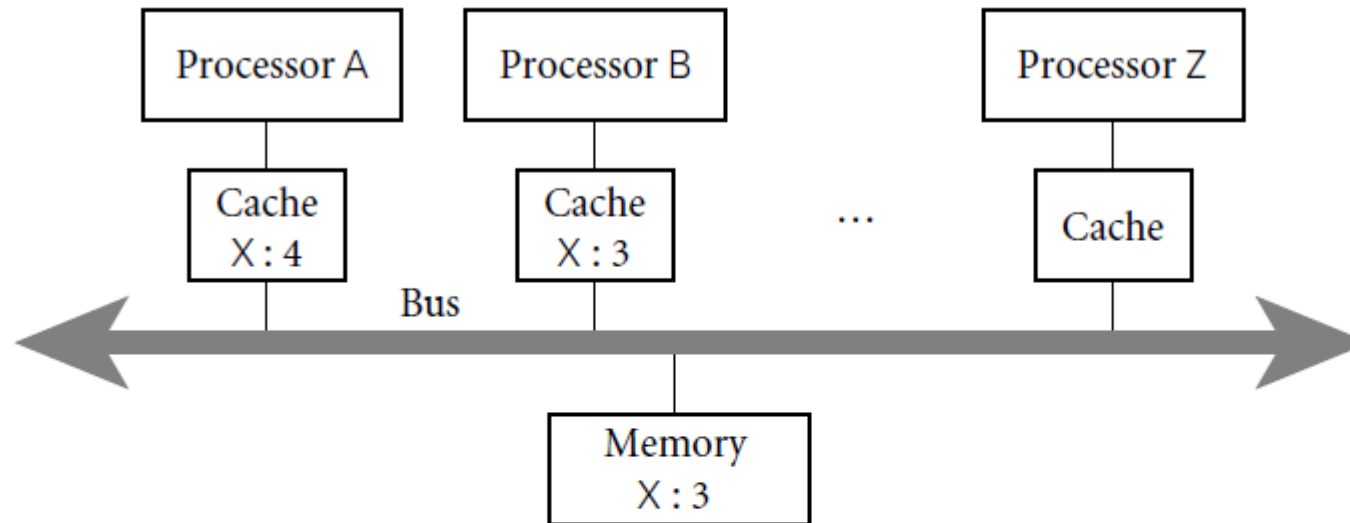 Processor A
Processor B
Processor Z
Cache
X : 4
Cache
X : 3
...
Cache
Bus
Memory
X : 3